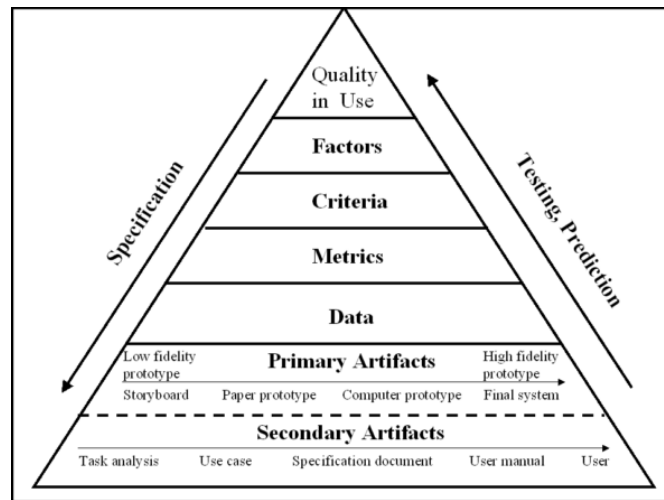 Quality
in Use
Factors
Criteria
Metrics
Data
Specification
Testing, Prediction
Low fidelity
prototype
Primary Artifacts
High fidelity
prototype
Storyboard Paper prototype Computer prototype Final system
Secondary Artifacts
Task analysis Use case Specification document User manual User